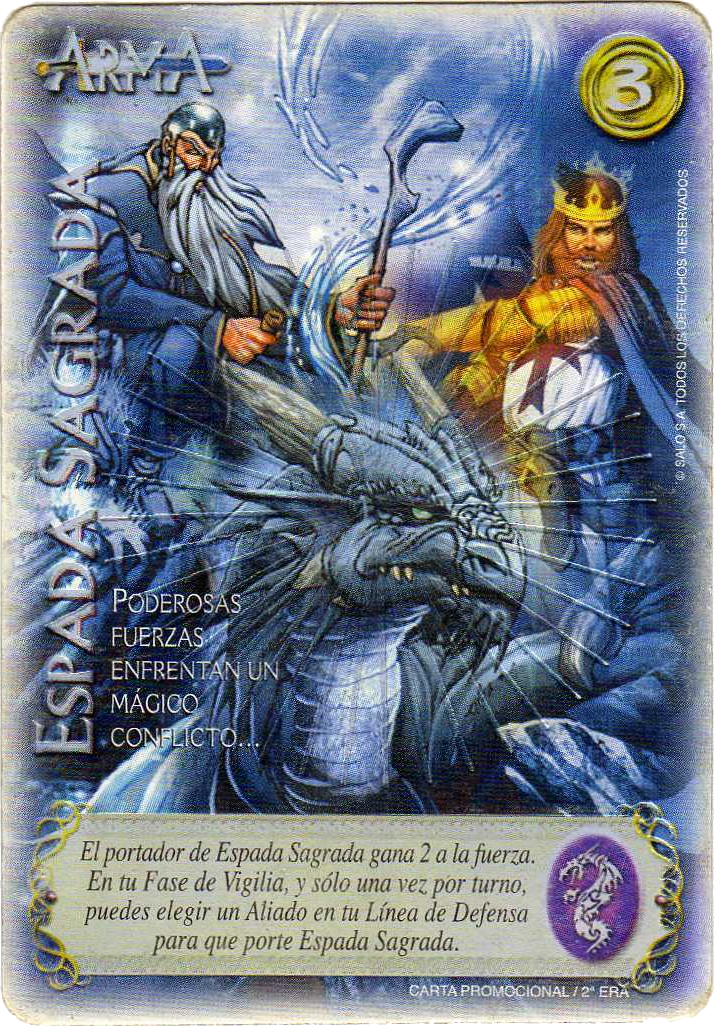 ARMA
3
ESPADA SAGRADA
© SALO S.A TODOS LOS DERECHOS RESERVADOS
PODEROSAS
FUERZAS
ENFRENTAN UN
MÁGICO
CONFLICTO...
El portador de Espada Sagrada gana 2 a la fuerza.
En tu Fase de Vigilia, y sólo una vez por turno,
puedes elegir un Aliado en tu Línea de Defensa
para que porte Espada Sagrada.
CARTA PROMOCIONAL / 2ª ERA